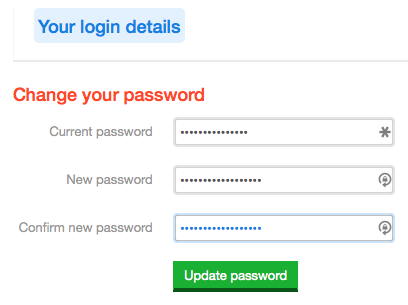 Your login details
Change your password
Current password •••••••••••••••
New password ••••••••••••••••••
Confirm new password ••••••••••••••••••
Update password